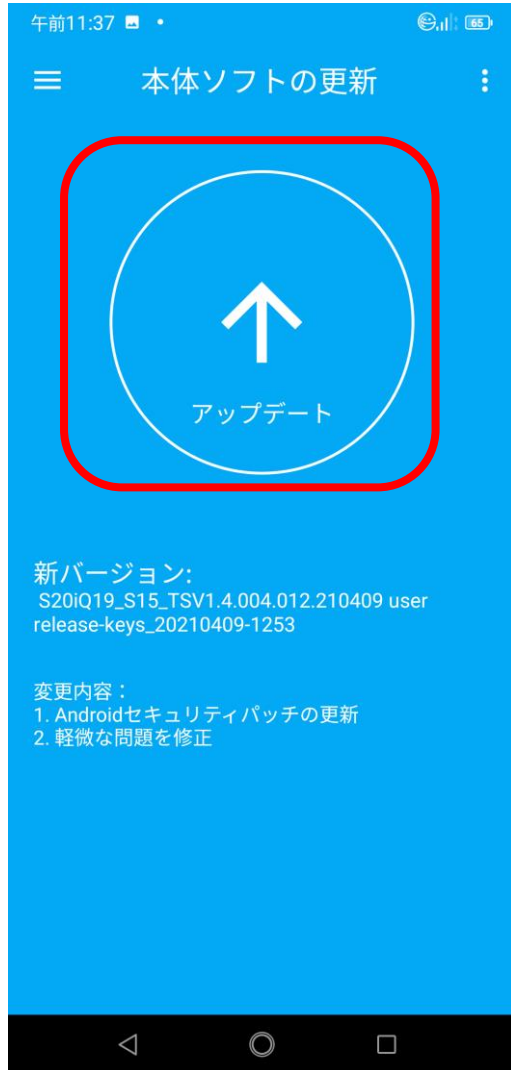 午前11:37
65
本体ソフトの更新
アップデート
新バージョン:
S20iQ19_S15_TSV1.4.004.012.210409 user
release-keys_20210409-1253
変更内容：
1. Androidセキュリティパッチの更新
2. 軽微な問題を修正